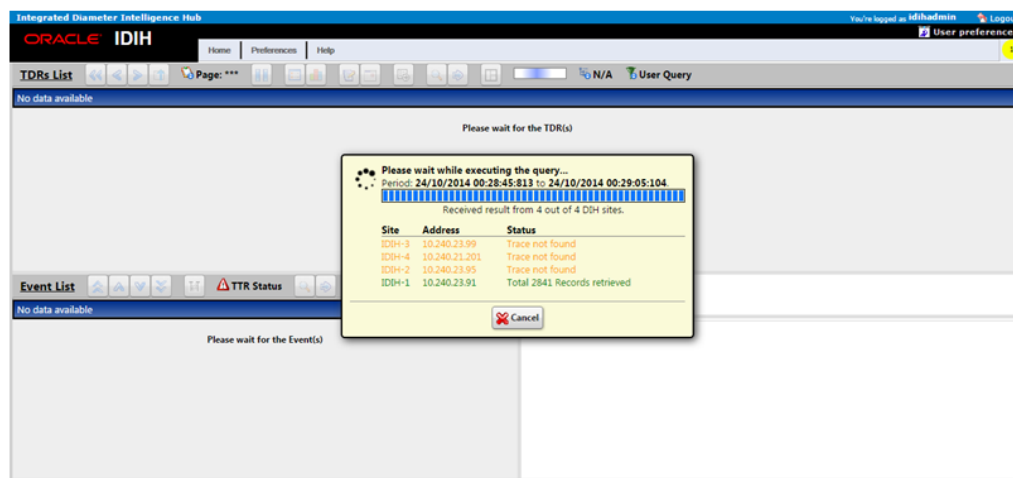 Integrated Diameter Intelligence Hub You're logged as idihadmin Logou
ORACLE IDIH User preference
Home Preferences Help 1
TDRs List Page: *** N/A User Query
No data available
Please wait for the TDR(s)
Please wait while executing the query...
Period: 24/10/2014 00:28:45:813 to 24/10/2014 00:29:05:104.
Received result from 4 out of 4 DIH sites.
Site Address Status
IDIH-3 10.240.23.99 Trace not found
IDIH-4 10.240.21.201 Trace not found
IDIH-2 10.240.23.95 Trace not found
IDIH-1 10.240.23.91 Total 2841 Records retrieved
Cancel
Event List TTR Status
No data available
Please wait for the Event(s)